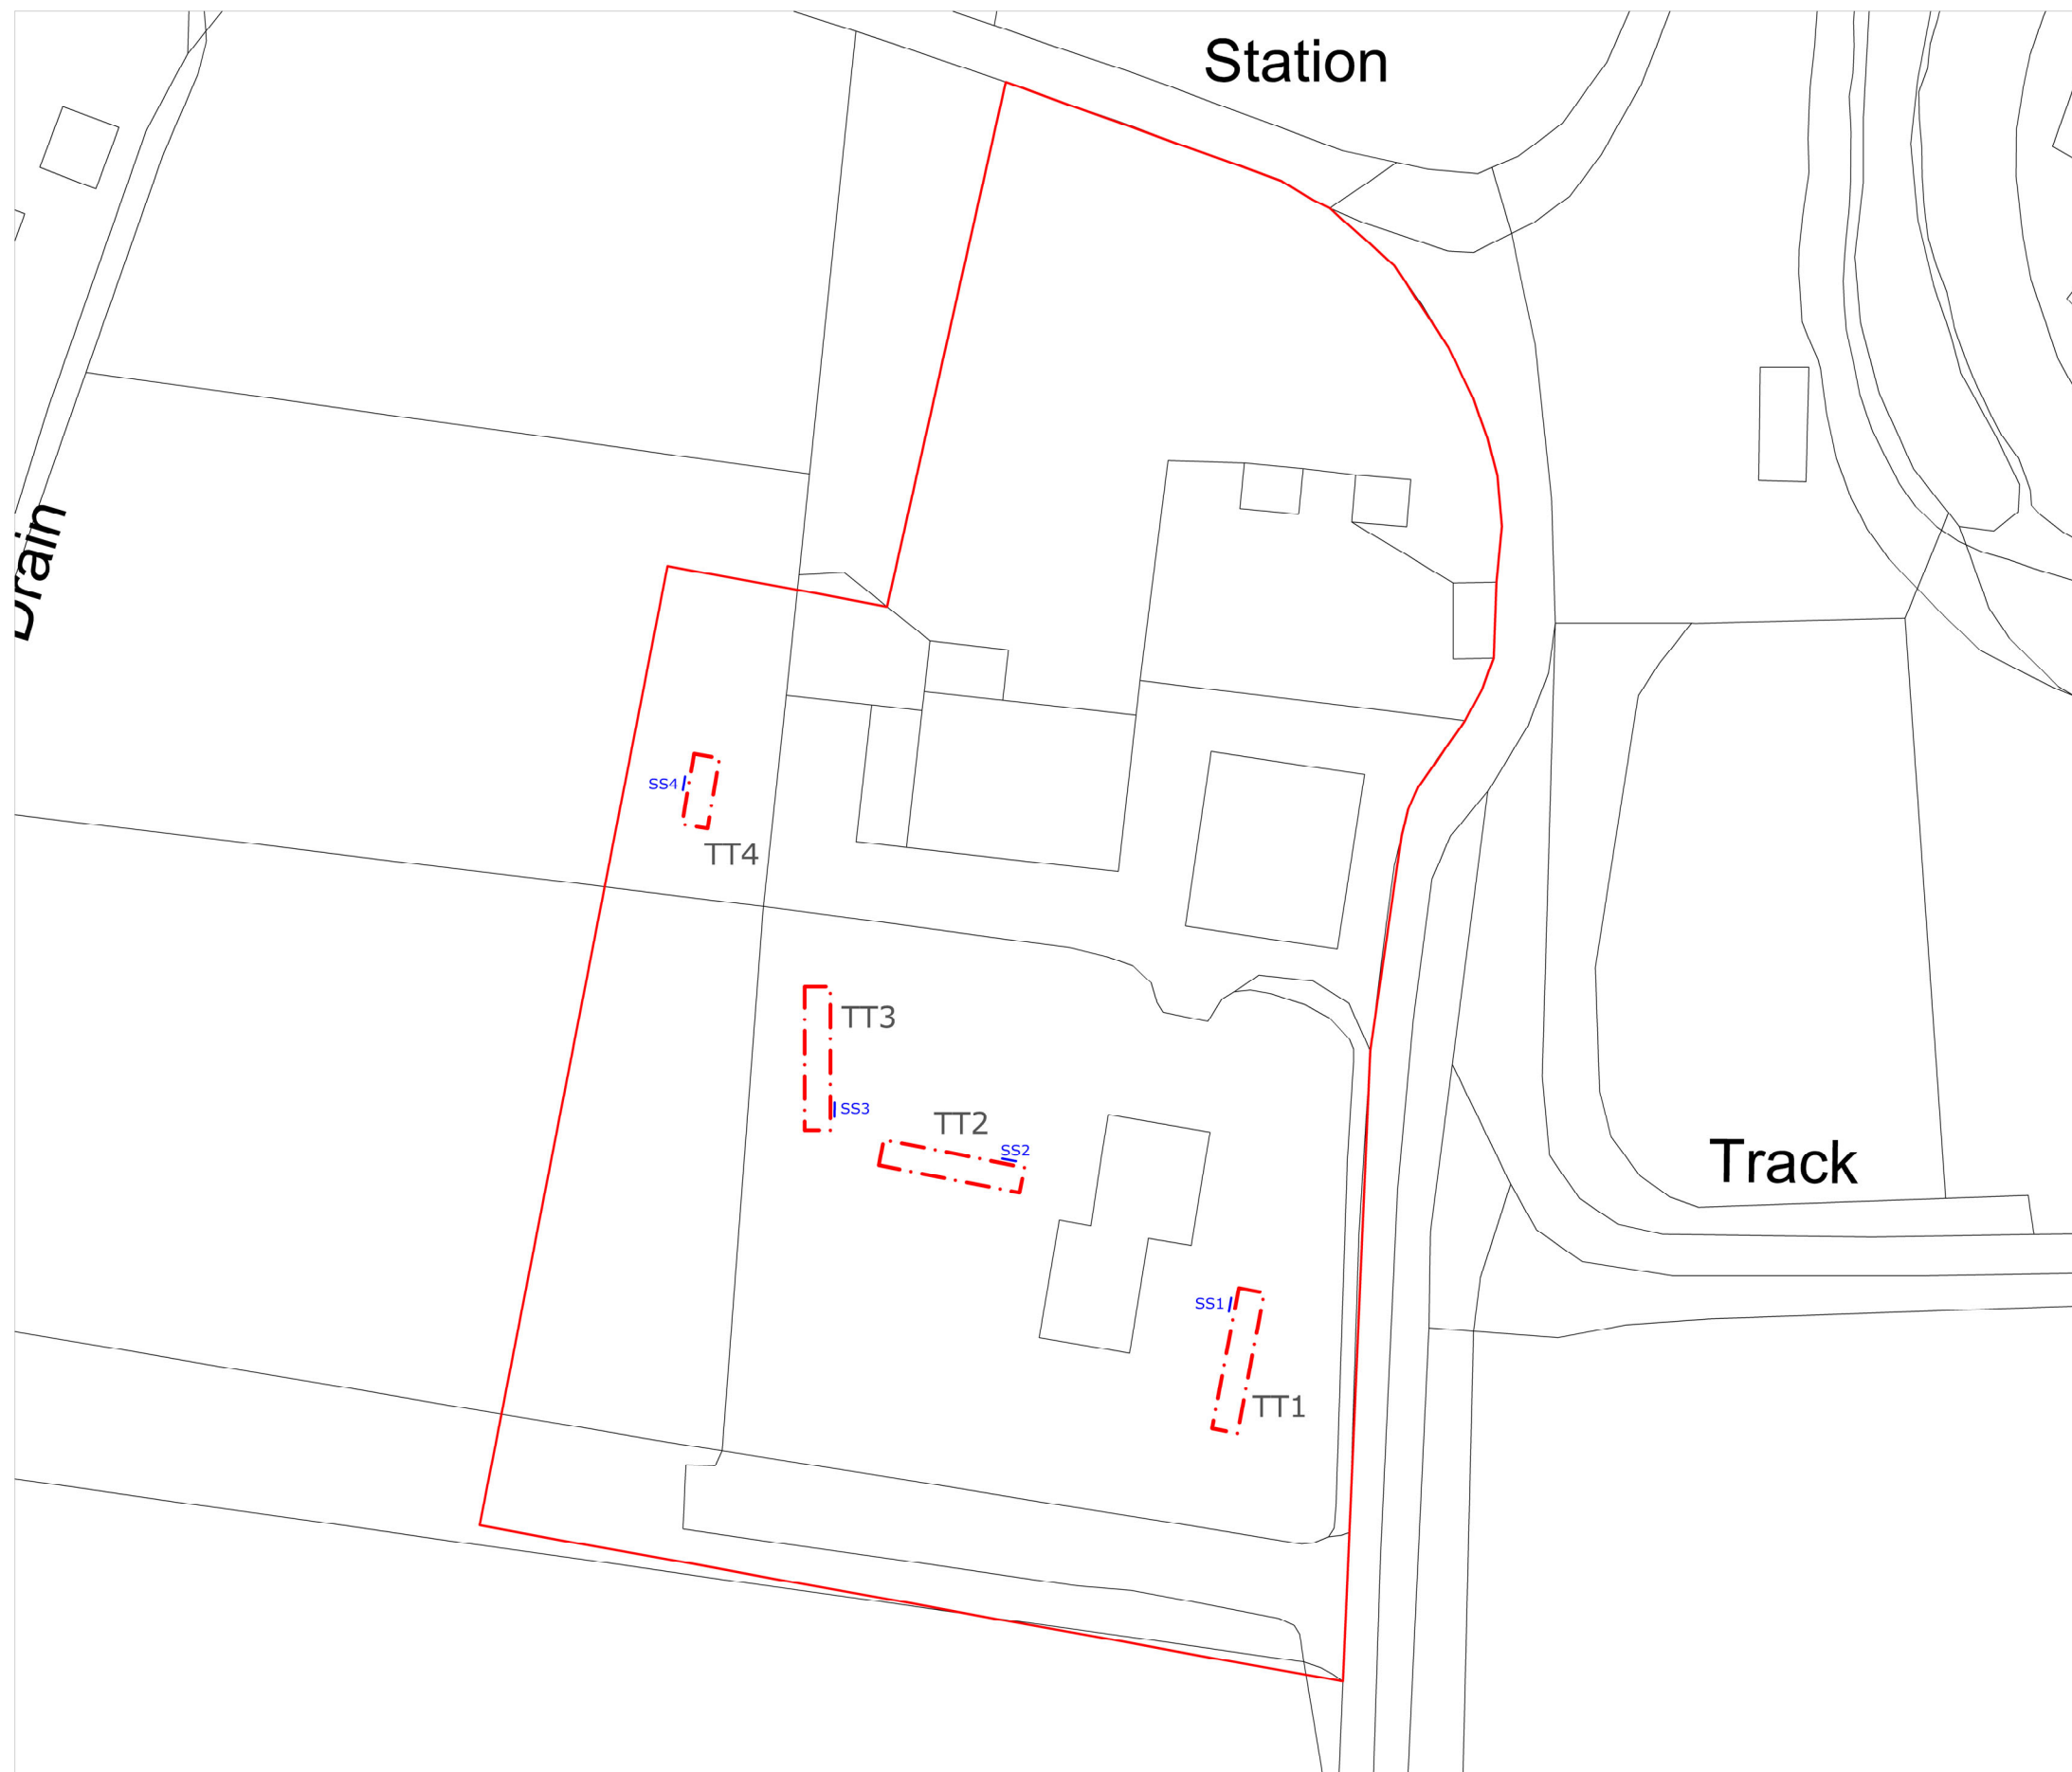 Station
Drain
SS4
TT4
TT3
SS3
TT2
SS2
Track
SS1
TT1